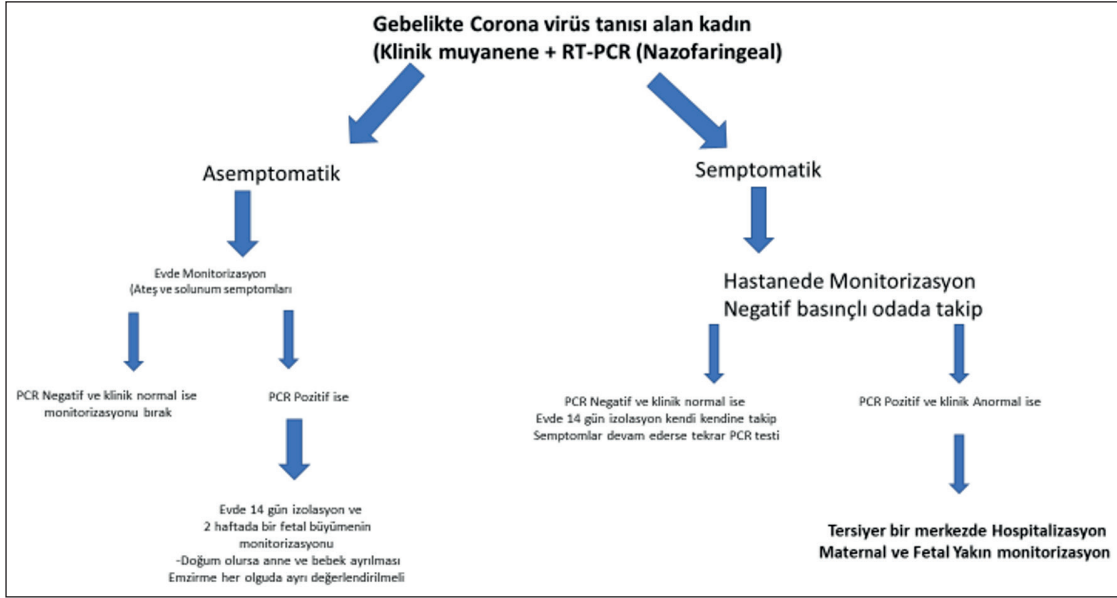 Gebelikte Corona virüs tanısı alan kadın
(Klinik muyanene + RT-PCR (Nazofaringeal)
Asemptomatik
Semptomatik
Evde Monitorizasyon
(Ateş ve solunum semptomları
Hastanede Monitorizasyon
Negatif basınçlı odada takip
PCR Negatif ve klinik normal ise
monitorizasyonu bırak
PCR Pozitif ise
PCR Negatif ve klinik normal ise
Evde 14 gün izolasyon kendi kendine takip
Semptomlar devam ederse tekrar PCR testi
PCR Pozitif ve klinik Anormal ise
Evde 14 gün izolasyon ve
2 haftada bir fetal büyümenin
monitorizasyonu
-Doğum olursa anne ve bebek ayrılması
Emzirme her olguda ayrı değerlendirilmeli
Tersiyer bir merkezde Hospitalizasyon
Maternal ve Fetal Yakın monitorizasyon